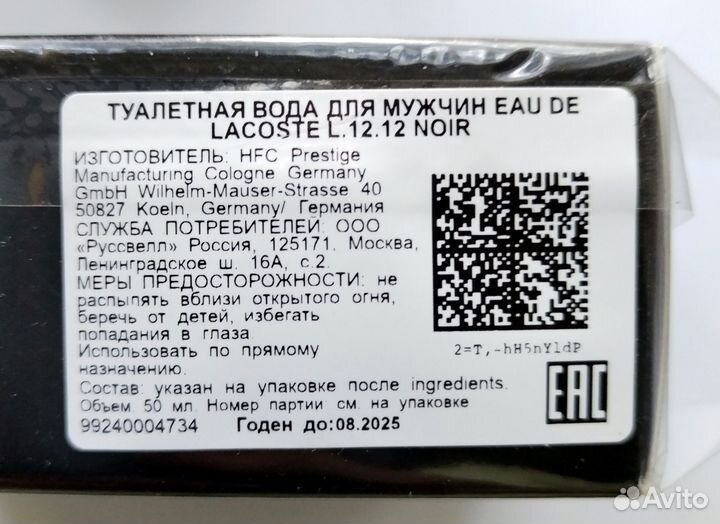 ТУАЛЕТНАЯ ВОДА ДЛЯ МУЖЧИН EAU DE
LACOSTE L.12.12 NOIR
ИЗГОТОВИТЕЛЬ: HFC Prestige
Manufacturing Cologne Germany
GmbH Wilhelm-Mauser-Strasse 40
50827 Koeln, Germany/ Германия
СЛУЖБА ПОТРЕБИТЕЛЕЙ: ООО
«Руссвелл» Россия, 125171, Москва,
Ленинградское ш. 16А, с.2.
МЕРЫ ПРЕДОСТОРОЖНОСТИ: не
распылять вблизи открытого огня,
беречь от детей, избегать
попадания в глаза.
Использовать по прямому
назначению.
Состав: указан на упаковке после ingredients.
Объем 50 мл. Номер партии см. на упаковке
99240004734 Годен до:08.2025
2=T,-hH5nYldP
EAC
Avito